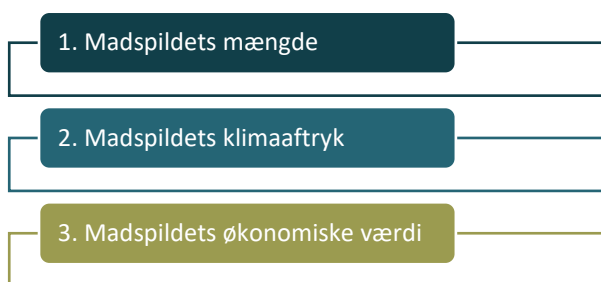 1. Madspildets mængde
2. Madspildets klimaaftryk
3. Madspildets økonomiske værdi